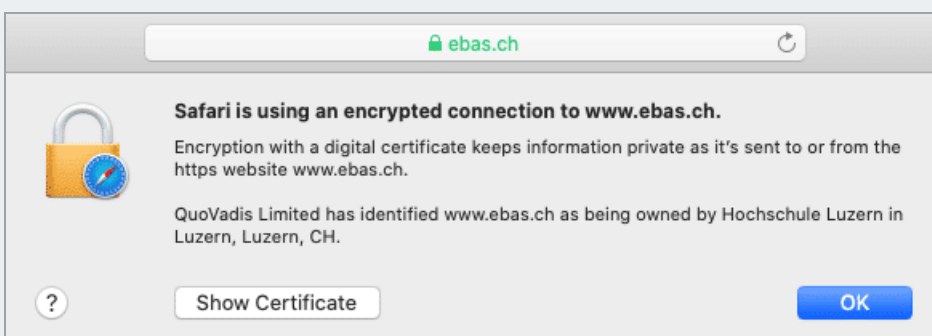 ebas.ch
Safari is using an encrypted connection to www.ebas.ch.
Encryption with a digital certificate keeps information private as it’s sent to or from the
https website www.ebas.ch.
QuoVadis Limited has identified www.ebas.ch as being owned by Hochschule Luzern in
Luzern, Luzern, CH.
? Show Certificate OK